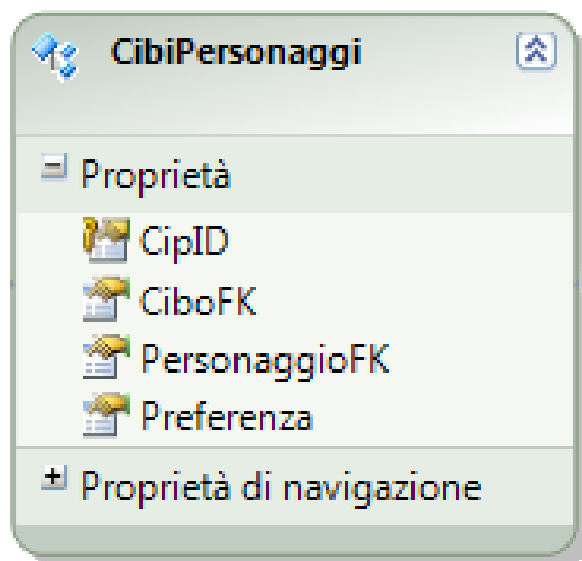 CibiPersonaggi
Proprietà
CipID
CiboFK
PersonaggioFK
Preferenza
Proprietà di navigazione